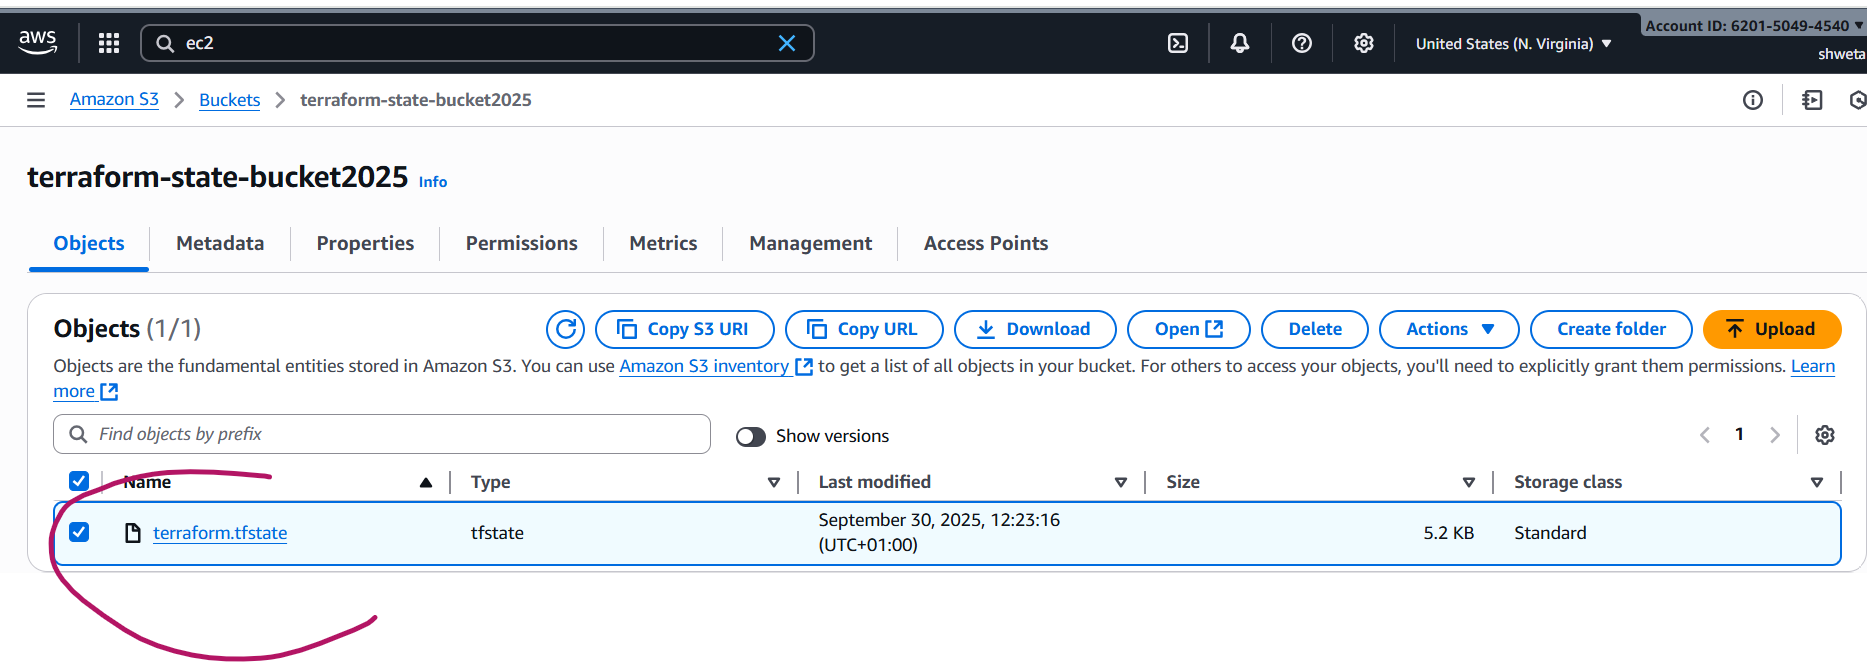 aws
ec2
United States (N. Virginia)
Account ID: 6201-5049-4540
shweta
Amazon S3
Buckets
terraform-state-bucket2025
terraform-state-bucket2025 Info
Objects
Metadata
Properties
Permissions
Metrics
Management
Access Points
Objects (1/1)
Copy S3 URI
Copy URL
Download
Open
Delete
Actions
Create folder
Upload
Objects are the fundamental entities stored in Amazon S3. You can use Amazon S3 inventory to get a list of all objects in your bucket. For others to access your objects, you'll need to explicitly grant them permissions. Learn
more
Find objects by prefix
Show versions
1
Name
Type
Last modified
Size
Storage class
terraform.tfstate
tfstate
September 30, 2025, 12:23:16
(UTC+01:00)
5.2 KB
Standard